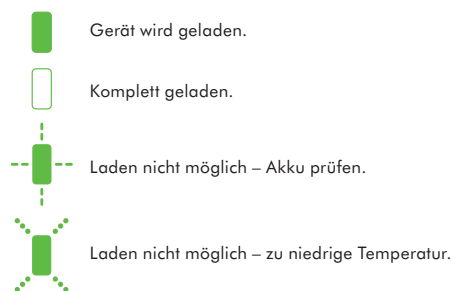 Gerät wird geladen.
Komplett geladen.
Laden nicht möglich – Akku prüfen.
Laden nicht möglich – zu niedrige Temperatur.